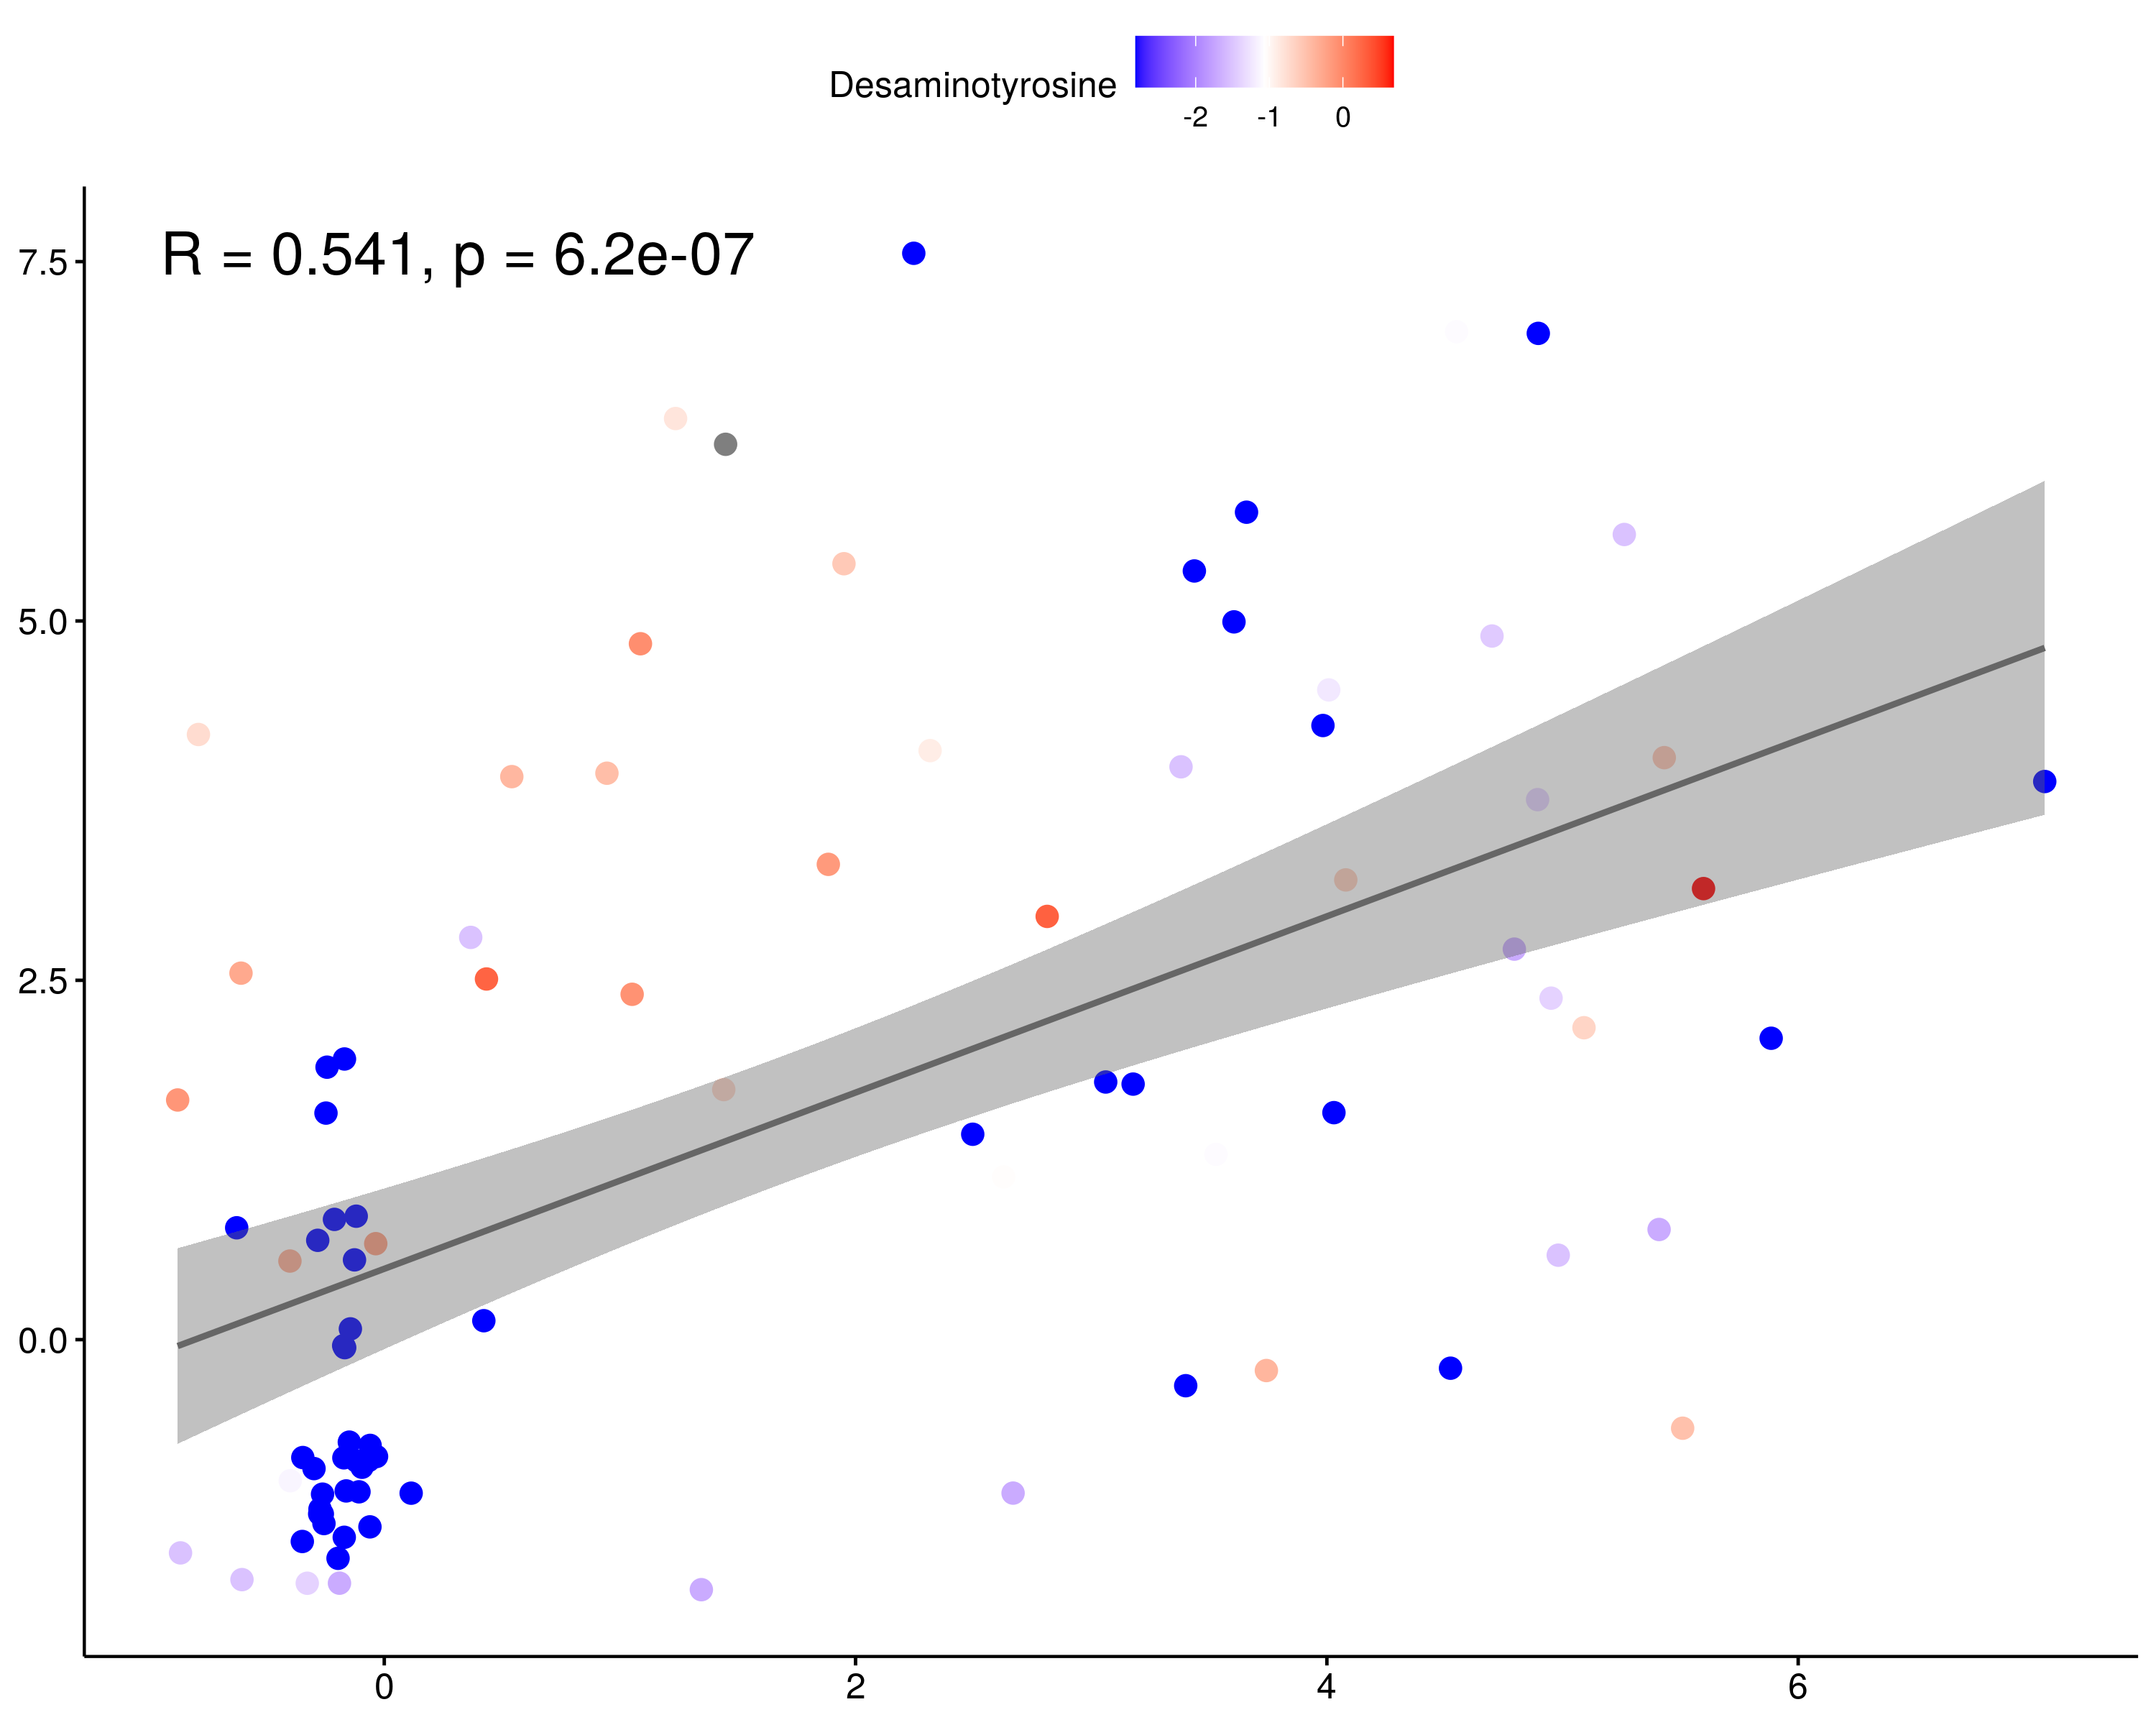 Desaminotyrosine
-2 -1 0
R = 0.541, p = 6.2e-07
7.5
5.0
2.5
0.0
0 2 4 6